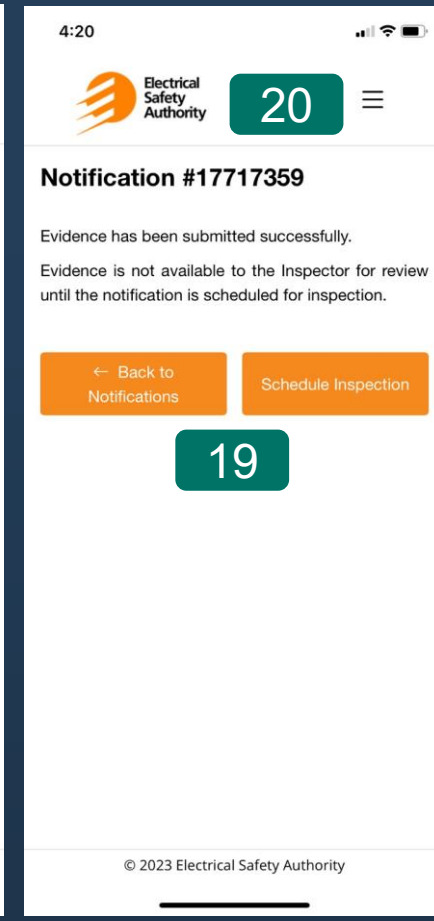 4:20
Electrical
Safety
Authority
20
Notification #17717359
Evidence has been submitted successfully.
Evidence is not available to the Inspector for review
until the notification is scheduled for inspection.
← Back to
Notifications
Schedule Inspection
19
© 2023 Electrical Safety Authority